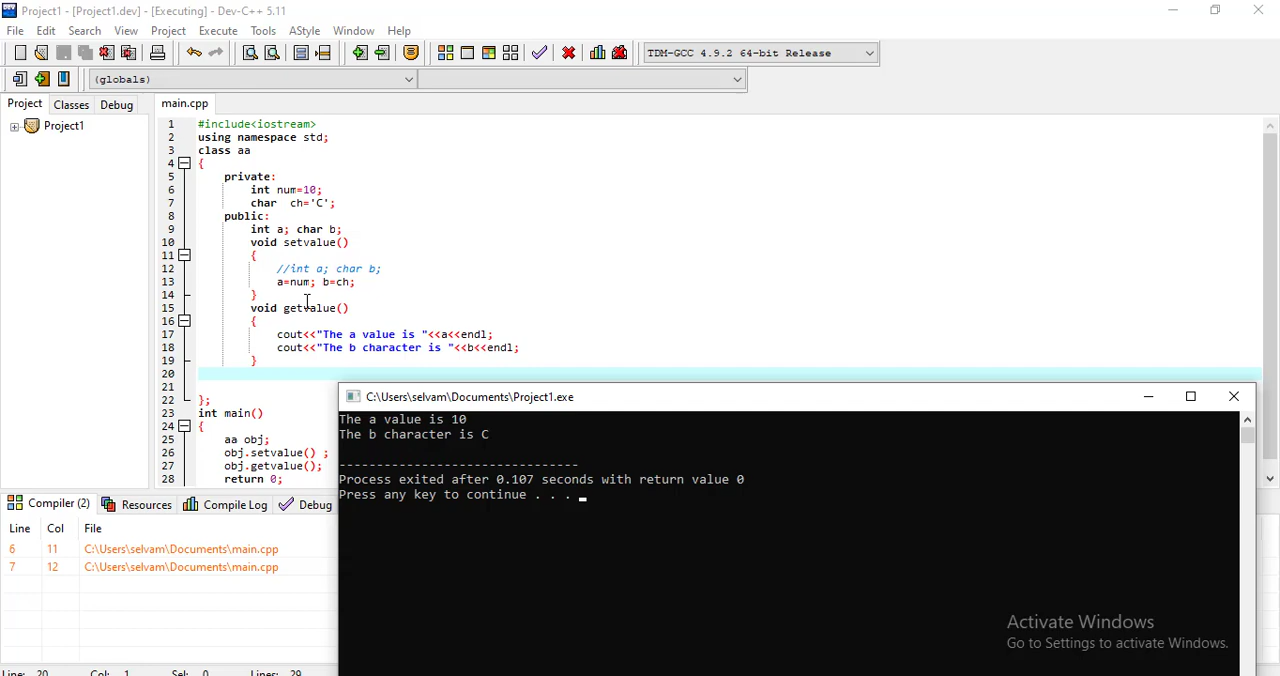 Project1 - [Project1.dev] - [Executing] - Dev-C++ 5.11
File Edit Search View Project Execute Tools AStyle Window Help
TDM-GCC 4.9.2 64-bit Release
(globals)
Project Classes Debug
main.cpp
Project1
1 #include<iostream>
2 using namespace std;
3 class aa
4 {
5 private:
6 int num=10;
7 char ch='C';
8 public:
9 int a; char b;
10 void setvalue()
11 {
12 //int a; char b;
13 a=num; b=ch;
14 }
15 void getvalue()
16 {
17 cout<<"The a value is "<<a<<endl;
18 cout<<"The b character is "<<b<<endl;
19 }
20
21
22 };
23 int main()
24 {
25 aa obj;
26 obj.setvalue() ;
27 obj.getvalue();
28 return 0;
C:\Users\selvam\Documents\Project1.exe
The a value is 10
The b character is C
--------------------------------
Process exited after 0.107 seconds with return value 0
Press any key to continue . . .
Compiler (2) Resources Compile Log Debug
Line Col File
6 11 C:\Users\selvam\Documents\main.cpp
7 12 C:\Users\selvam\Documents\main.cpp
Activate Windows
Go to Settings to activate Windows.
Line: 20 Col: 1 Sel: 0 Lines: 29